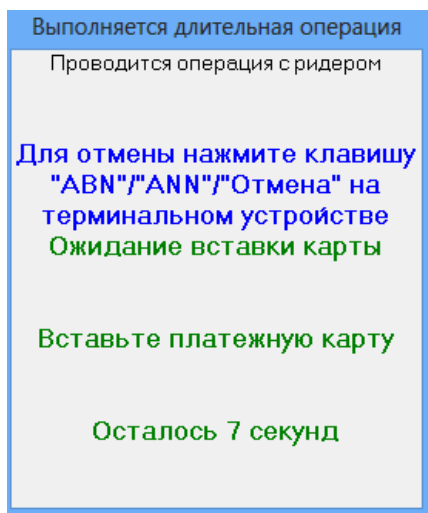 Выполняется длительная операция
Проводится операция с ридером
Для отмены нажмите клавишу
"ABN"/"ANN"/"Отмена" на
терминальном устройстве
Ожидание вставки карты
Вставьте платежную карту
Осталось 7 секунд